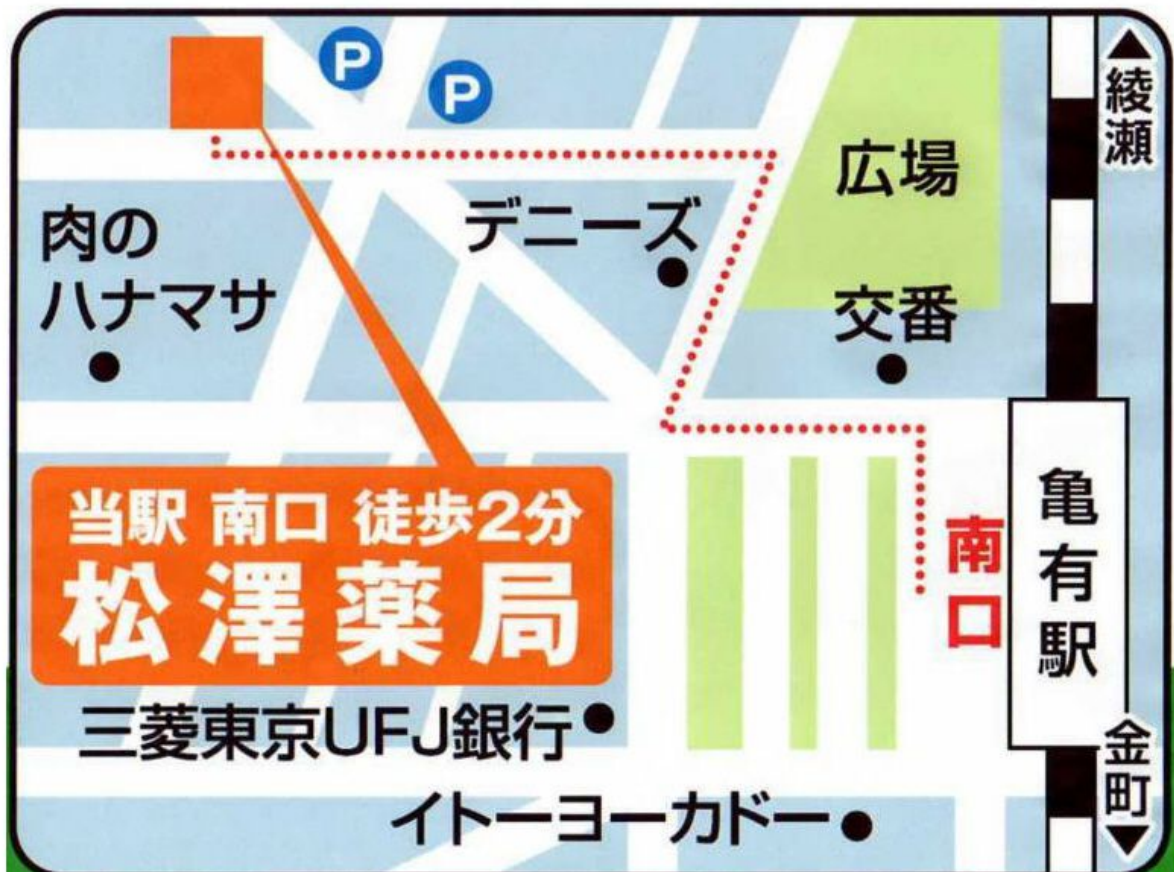 P
P
▲綾瀬
広場
デニーズ
肉の
ハナマサ
交番
当駅 南口 徒歩2分
松澤薬局
南口
亀有駅
三菱東京UFJ銀行
金町▼
イトーヨーカドー